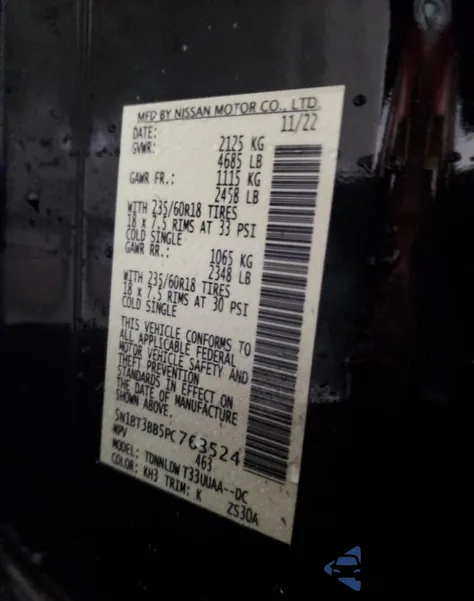 MFD BY NISSAN MOTOR CO., LTD.
DATE: 11/22
GVWR: 2125 KG
4685 LB
GAWR FR.: 1115 KG
2458 LB
WITH 235/60R18 TIRES
18 x 7.5 RIMS AT 33 PSI
COLD SINGLE
GAWR RR.: 1065 KG
2348 LB
WITH 235/60R18 TIRES
18 x 7.5 RIMS AT 30 PSI
COLD SINGLE
THIS VEHICLE CONFORMS TO
ALL APPLICABLE FEDERAL
MOTOR VEHICLE SAFETY AND
THEFT PREVENTION
STANDARDS IN EFFECT ON
THE DATE OF MANUFACTURE
SHOWN ABOVE.
5N1BT3BB5PC763524
MPV 463
MODEL: TDNNLDW T33UUAA--DC
COLOR: KH3 TRIM: K ZS30A